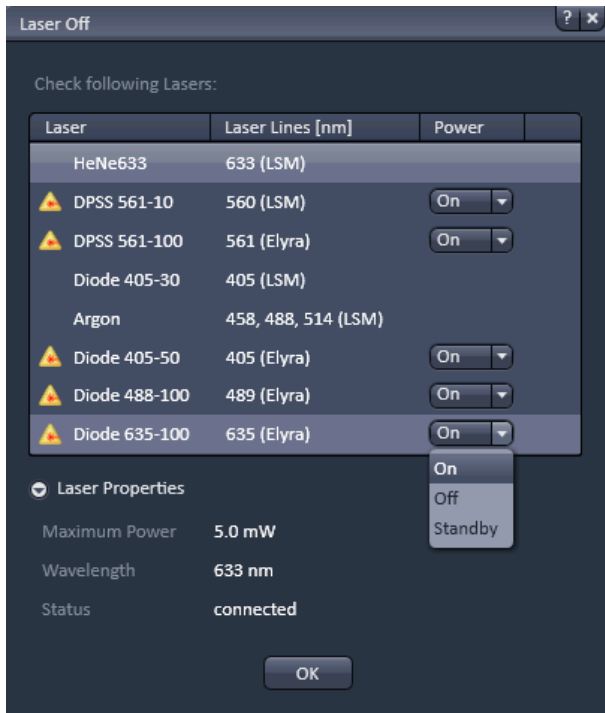 Laser Off ? ×
Check following Lasers:
Laser Laser Lines [nm] Power
HeNe633 633 (LSM)
DPSS 561-10 560 (LSM) On
DPSS 561-100 561 (Elyra) On
Diode 405-30 405 (LSM)
Argon 458, 488, 514 (LSM)
Diode 405-50 405 (Elyra) On
Diode 488-100 489 (Elyra) On
Diode 635-100 635 (Elyra) On
On
Off
Standby
Laser Properties
Maximum Power 5.0 mW
Wavelength 633 nm
Status connected
OK